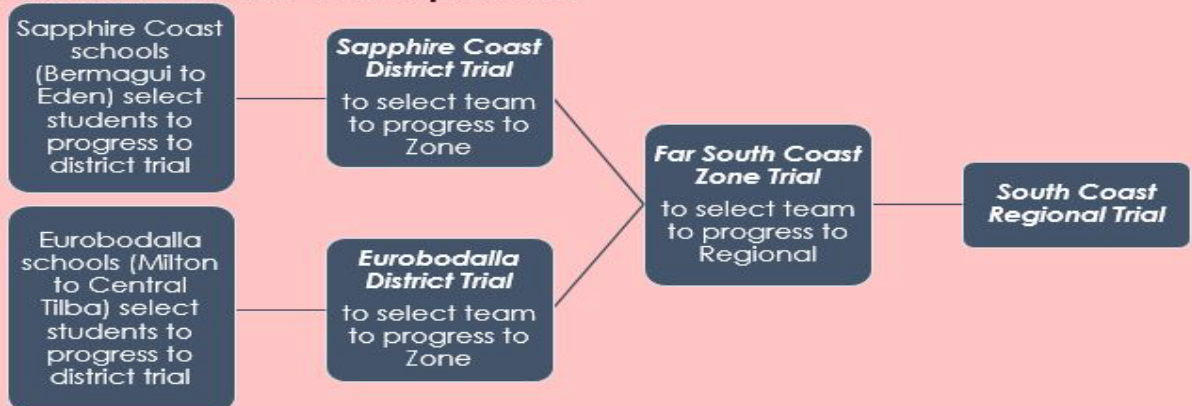 Sapphire Coast
schools
(Bermagui to
Eden) select
students to
progress to
district trial
Sapphire Coast
District Trial
to select team
to progress to
Zone
Eurobodalla
schools (Milton
to Central
Tilba) select
students to
progress to
district trial
Eurobodalla
District Trial
to select team
to progress to
Zone
Far South Coast
Zone Trial
to select team
to progress to
Regional
South Coast
Regional Trial